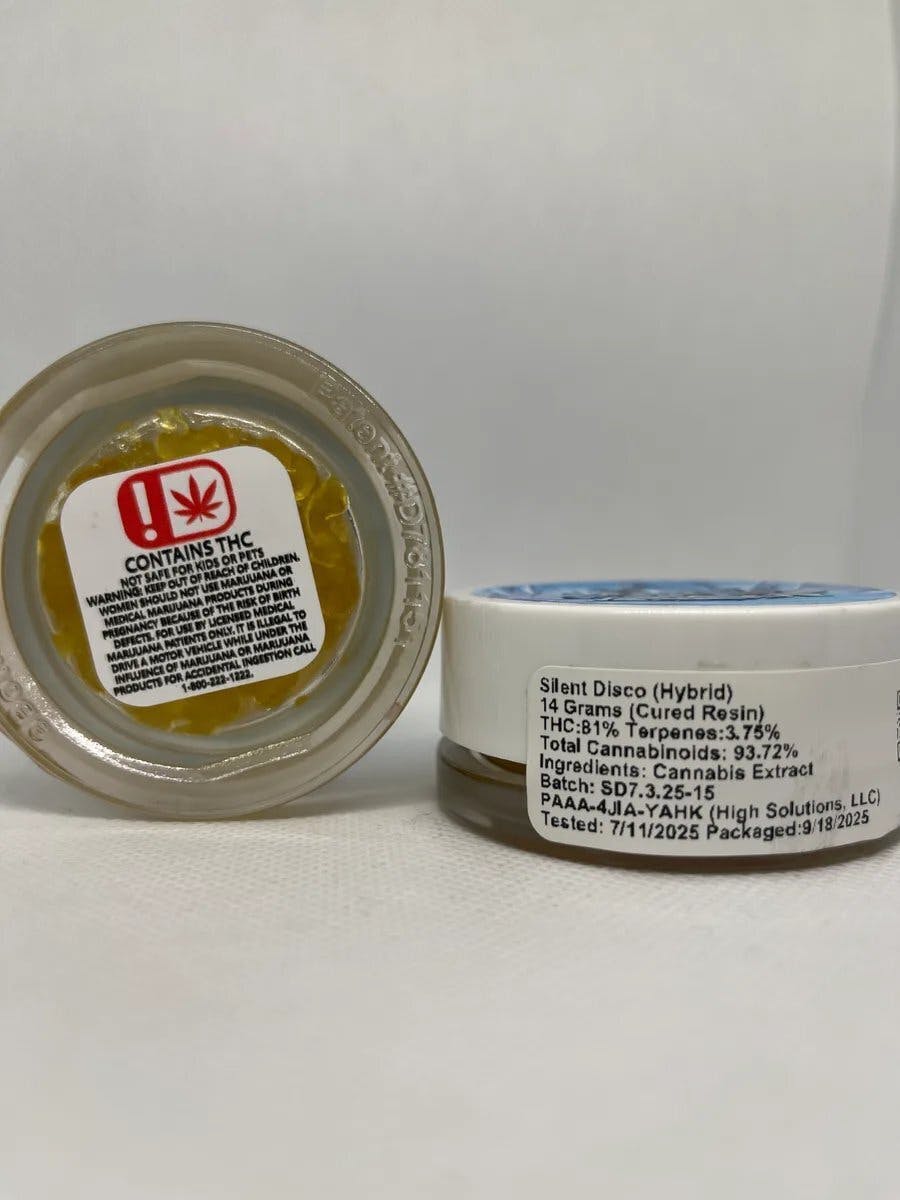 CONTAINS THC
NOT SAFE FOR KIDS OR PETS
WARNING: KEEP OUT OF REACH OF CHILDREN.
WOMEN SHOULD NOT USE MARIJUANA OR
MEDICAL MARIJUANA PRODUCTS DURING
PREGNANCY BECAUSE OF THE RISK OF BIRTH
DEFECTS. FOR USE BY LICENSED MEDICAL
MARIJUANA PATIENTS ONLY. IT IS ILLEGAL TO
DRIVE A MOTOR VEHICLE WHILE UNDER THE
INFLUENCE OF MARIJUANA OR MARIJUANA
PRODUCTS FOR ACCIDENTAL INGESTION CALL
1-800-222-1222.
Silent Disco (Hybrid)
14 Grams (Cured Resin)
THC:81% Terpenes:3.75%
Total Cannabinoids: 93.72%
Ingredients: Cannabis Extract
Batch: SD7.3.25-15
PAAA-4JIA-YAHK (High Solutions, LLC)
Tested: 7/11/2025 Packaged:9/18/2025